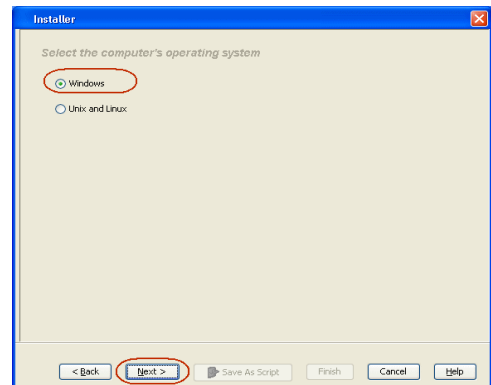 Installer
Select the computer's operating system
Windows
Unix and Linux
< Back Next > Save As Script Finish Cancel Help